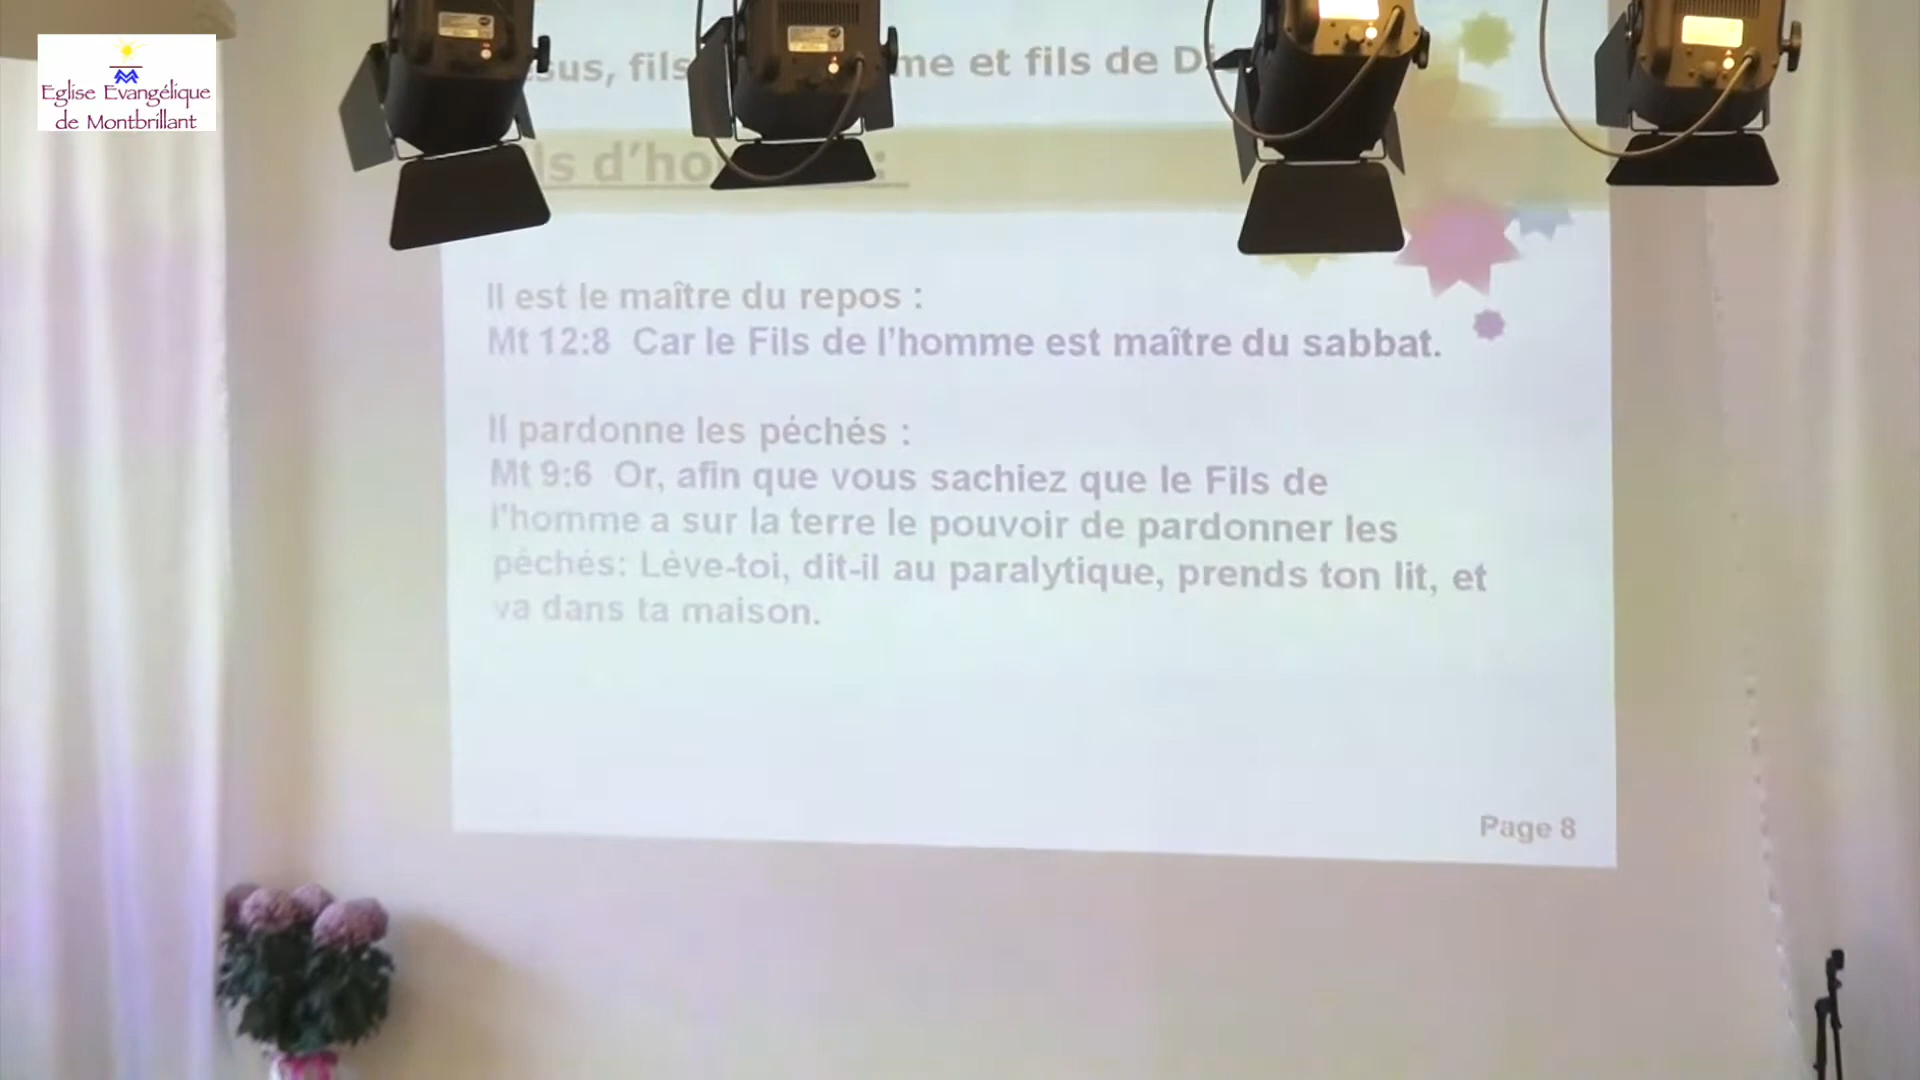 Eglise Evangélique
de Montbrillant
sus, fils me et fils de
d'ho :
Il est le maître du repos :
Mt 12:8 Car le Fils de l'homme est maître du sabbat.
Il pardonne les péchés :
Mt 9:6 Or, afin que vous sachiez que le Fils de
l'homme a sur la terre le pouvoir de pardonner les
péchés: Lève-toi, dit-il au paralytique, prends ton lit, et
va dans ta maison.
Page 8